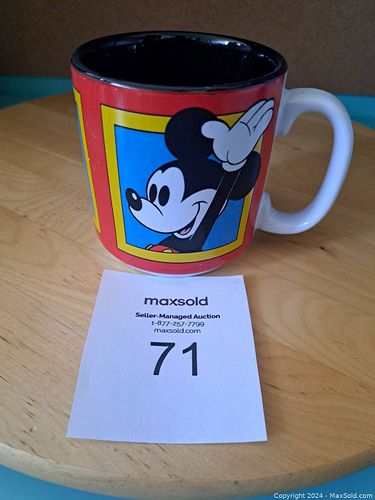 maxsold
Seller-Managed Auction
1-877-257-7799
maxsold.com
71
Copyright 2024 - MaxSold.com